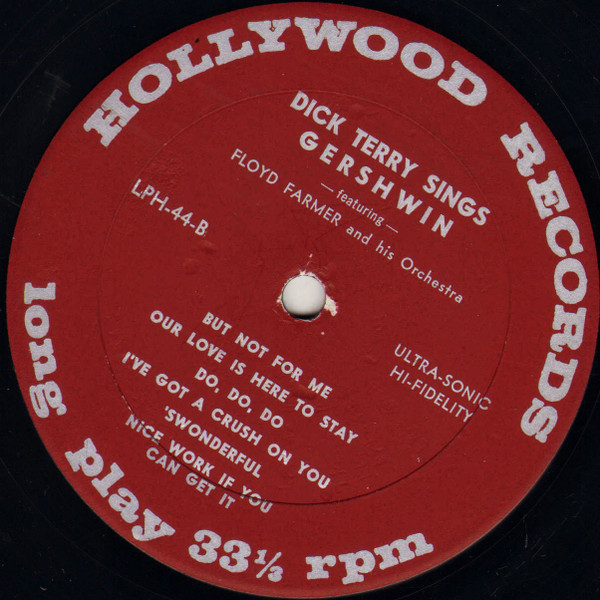 HOLLYWOOD RECORDS
DICK TERRY SINGS
GERSHWIN
— featuring —
FLOYD FARMER and his Orchestra
LPH-44-B
ULTRA-SONIC
HI-FIDELITY
BUT NOT FOR ME
OUR LOVE IS HERE TO STAY
DO, DO, DO
I'VE GOT A CRUSH ON YOU
'SWONDERFUL
NiCE WORK IF YOU
CAN GET IT
long play 33⅓ rpm